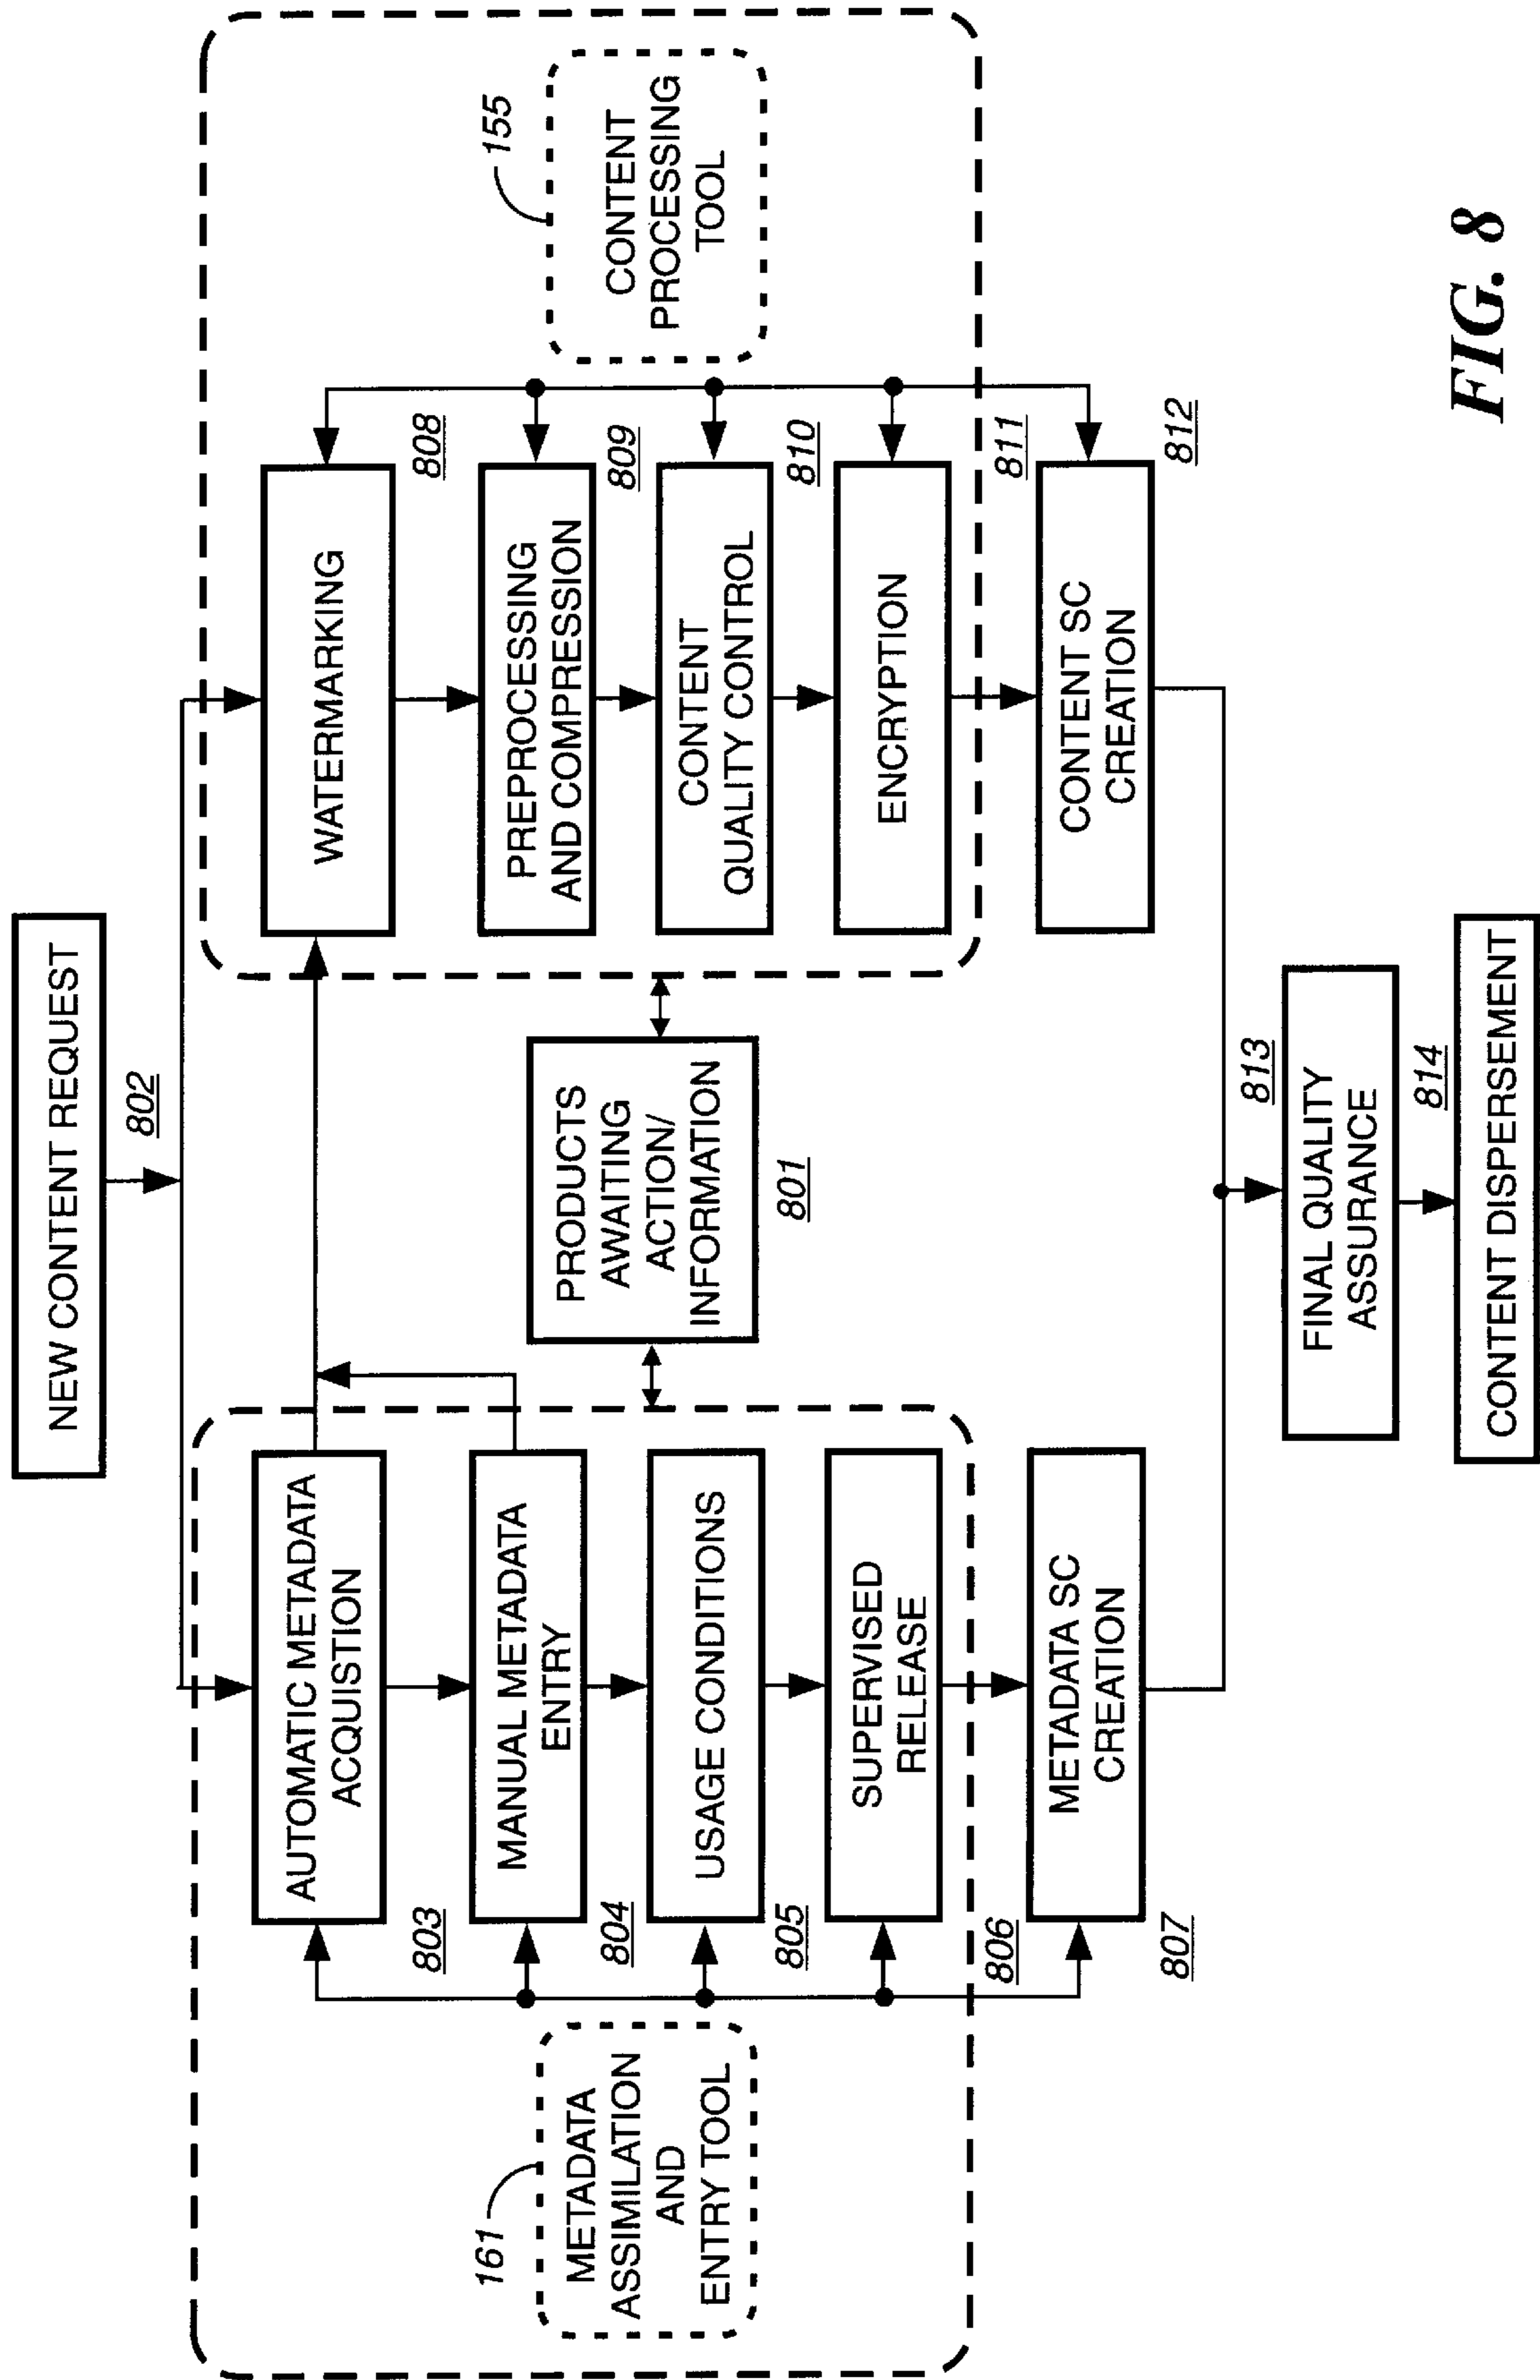 NEW CONTENT REQUEST
802
AUTOMATIC METADATA
ACQUISTION
803
MANUAL METADATA
ENTRY
804
USAGE CONDITIONS
805
SUPERVISED
RELEASE
806
METADATA SC
CREATION
807
161
METADATA
ASSIMILATION
AND
ENTRY TOOL
PRODUCTS
AWAITING
ACTION/
INFORMATION
801
WATERMARKING
808
PREPROCESSING
AND COMPRESSION
809
CONTENT
QUALITY CONTROL
810
ENCRYPTION
811
CONTENT SC
CREATION
812
155
CONTENT
PROCESSING
TOOL
813
FINAL QUALITY
ASSURANCE
814
CONTENT DISPERSEMENT
FIG. 8